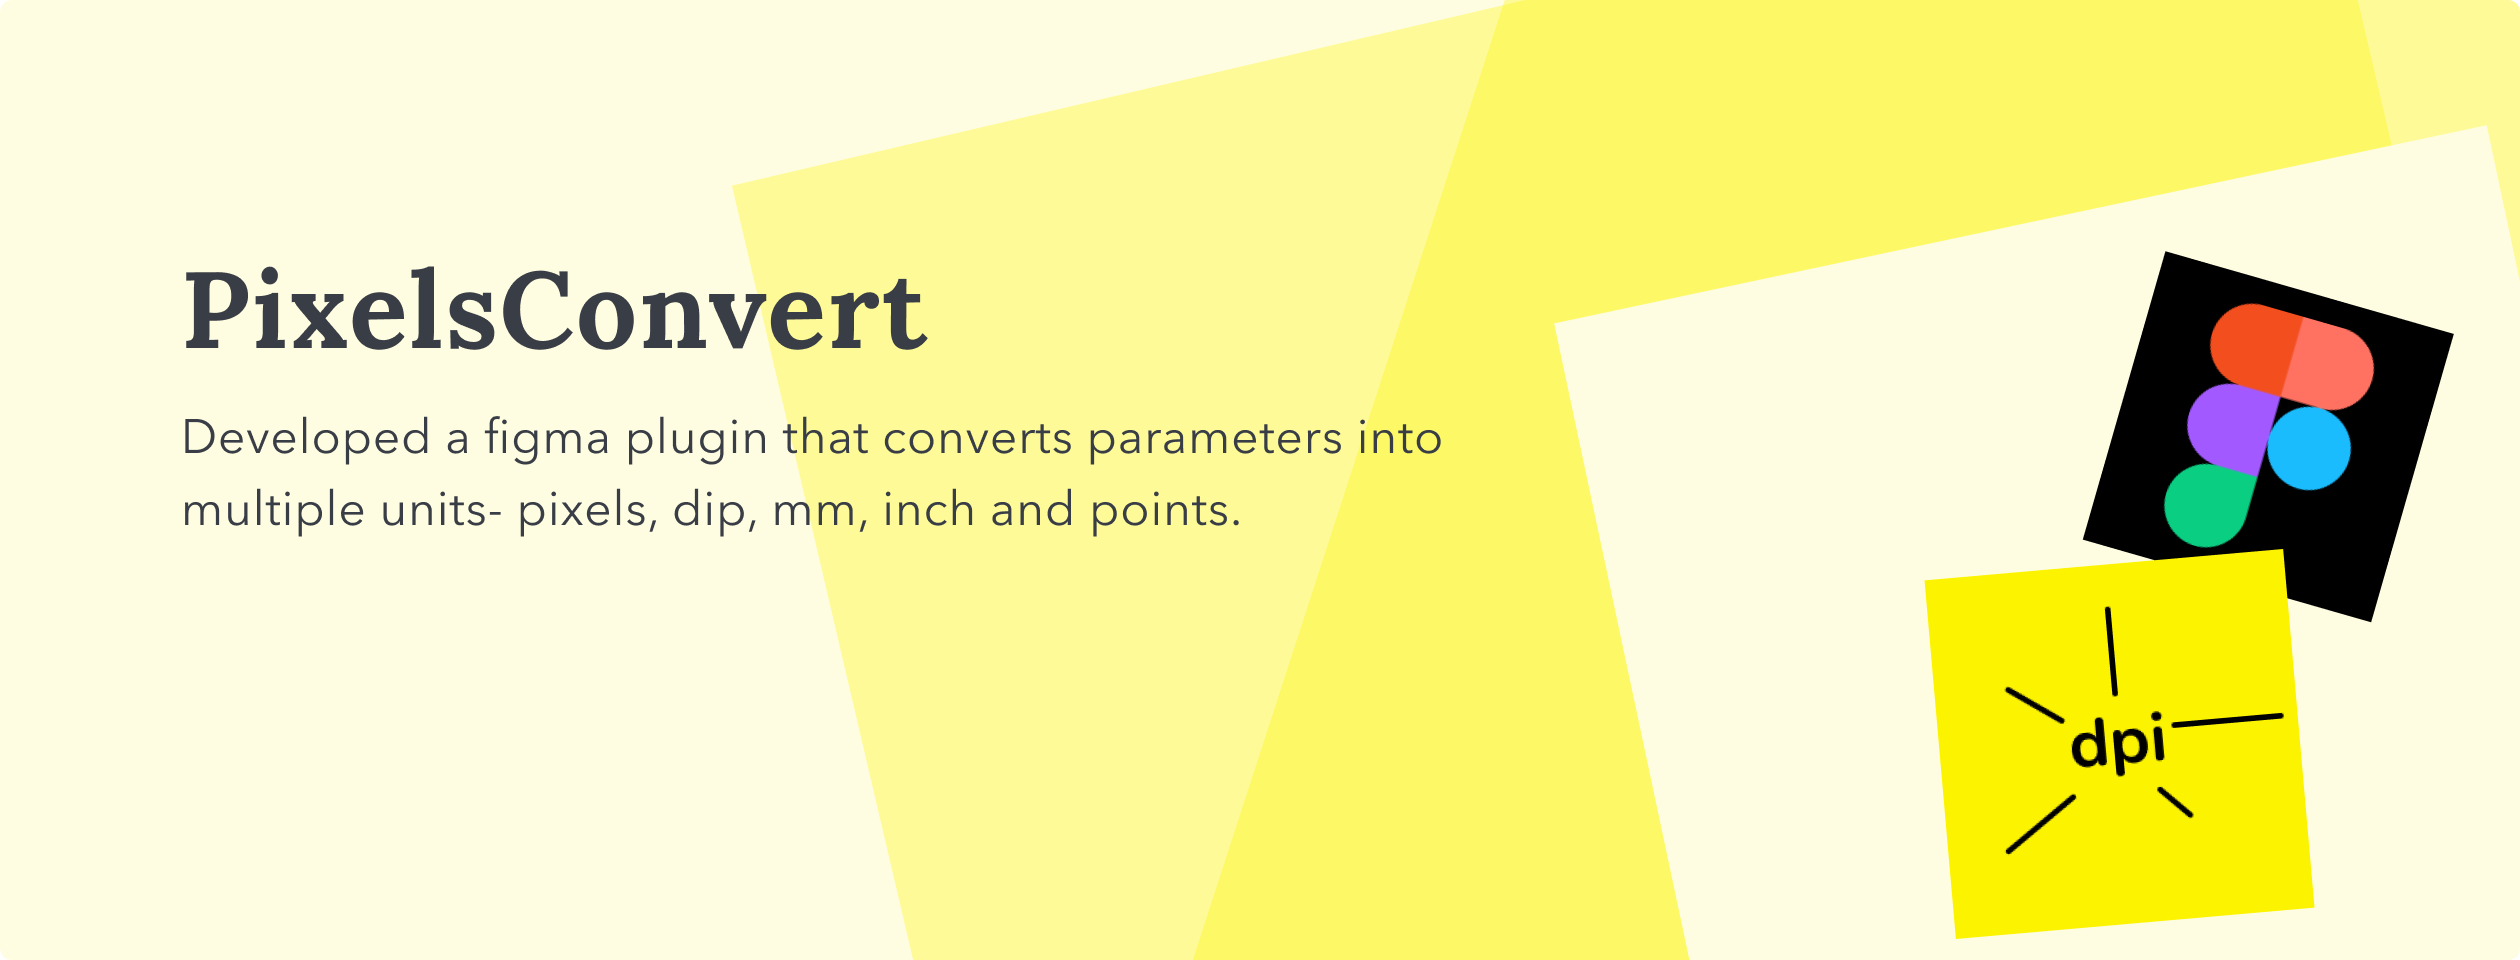 PixelsConvert
Developed a figma plugin that converts parameters into
multiple units- pixels, dip, mm, inch and points.
dpi